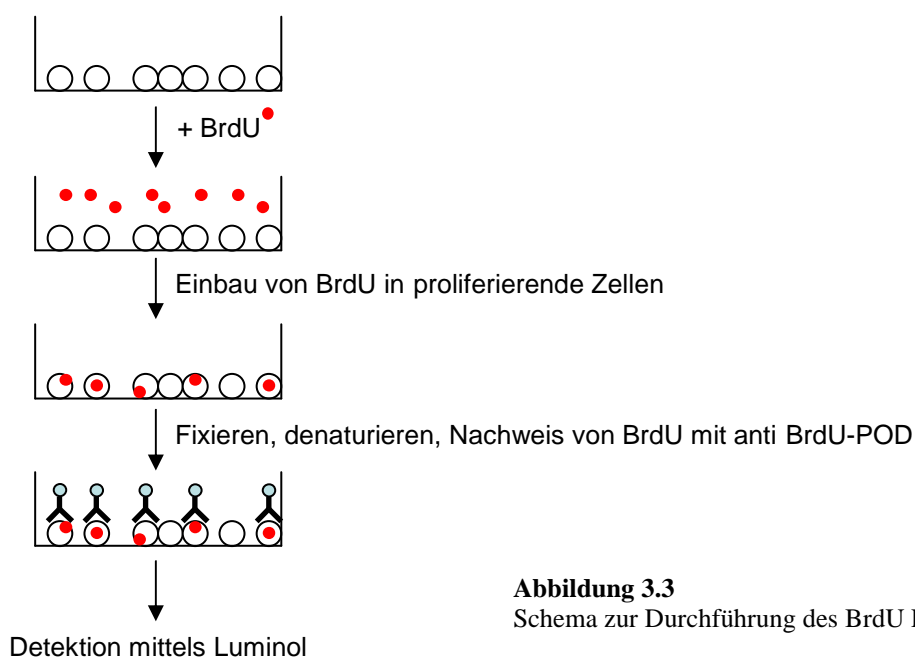 + BrdU
Einbau von BrdU in proliferierende Zellen
Fixieren, denaturieren, Nachweis von BrdU mit anti BrdU-POD
Detektion mittels Luminol
Abbildung 3.3
Schema zur Durchführung des BrdU